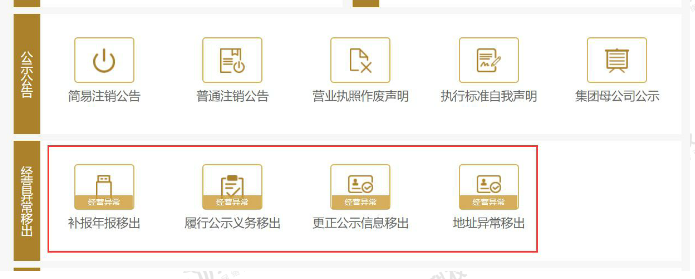 公示公告
简易注销公告
普通注销公告
营业执照作废声明
执行标准自我声明
集团母公司公示
经营异常移出
经营异常
经营异常
经营异常
经营异常
补报年报移出
履行公示义务移出
更正公示信息移出
地址异常移出